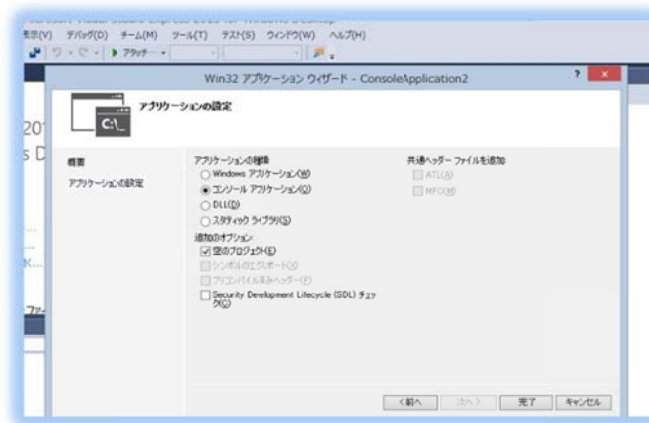 Microsoft Visual Studio Express 2013 for Windows Desktop
表示(V) デバッグ(D) チーム(M) ツール(T) テスト(S) ウィンドウ(W) ヘルプ(H)
アタッチ...
Win32 アプリケーション ウィザード - ConsoleApplication2
アプリケーションの設定
C:\_
概要
アプリケーションの設定
アプリケーションの種類:
Windows アプリケーション(W)
コンソール アプリケーション(O)
DLL(D)
スタティック ライブラリ(S)
追加のオプション:
空のプロジェクト(E)
シンボルのエクスポート(X)
プリコンパイル済みヘッダー(P)
Security Development Lifecycle (SDL) チェック(C)
共通ヘッダー ファイルを追加:
ATL(A)
MFC(M)
< 前へ
次へ >
完了
キャンセル